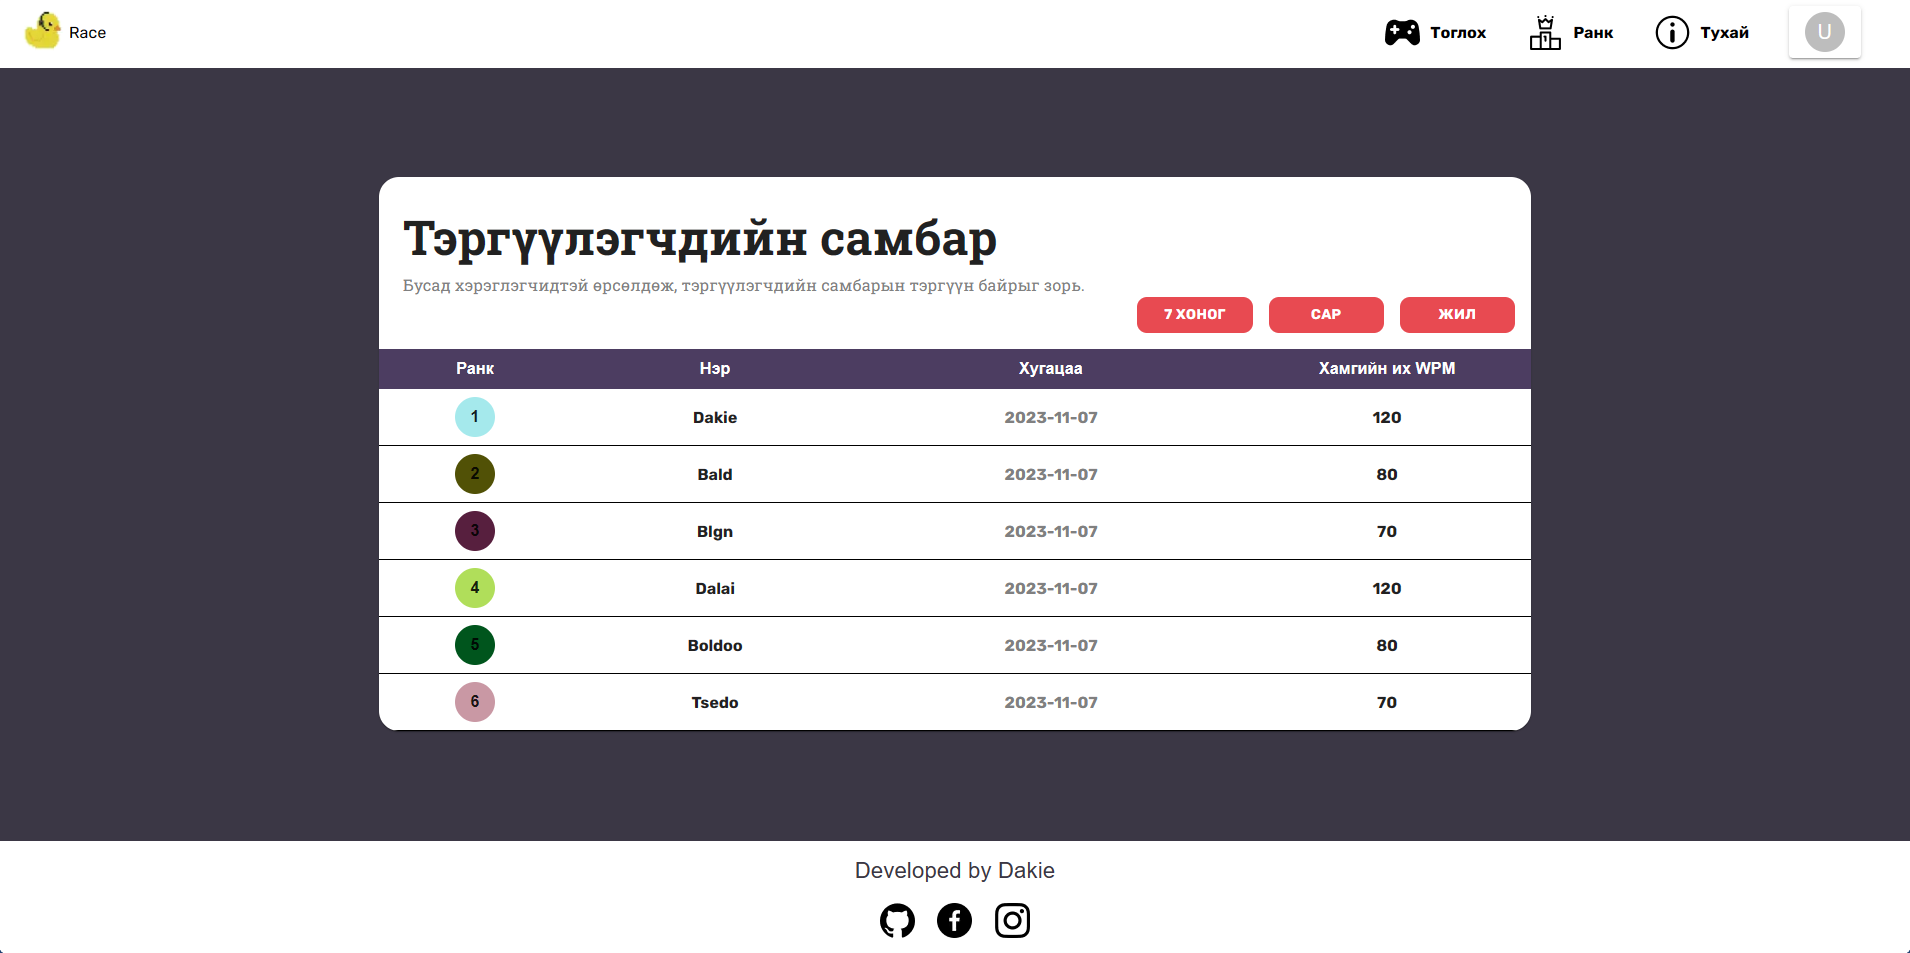 Race
Тоглох
Ранк
Тухай
U
Тэргүүлэгчдийн самбар
Бусад хэрэглэгчидтэй өрсөлдөж, тэргүүлэгчдийн самбарын тэргүүн байрыг зорь.
7 ХОНОГ САР ЖИЛ
Ранк Нэр Хугацаа Хамгийн их WPM
1 Dakie 2023-11-07 120
2 Bald 2023-11-07 80
3 Blgn 2023-11-07 70
4 Dalai 2023-11-07 120
5 Boldoo 2023-11-07 80
6 Tsedo 2023-11-07 70
Developed by Dakie